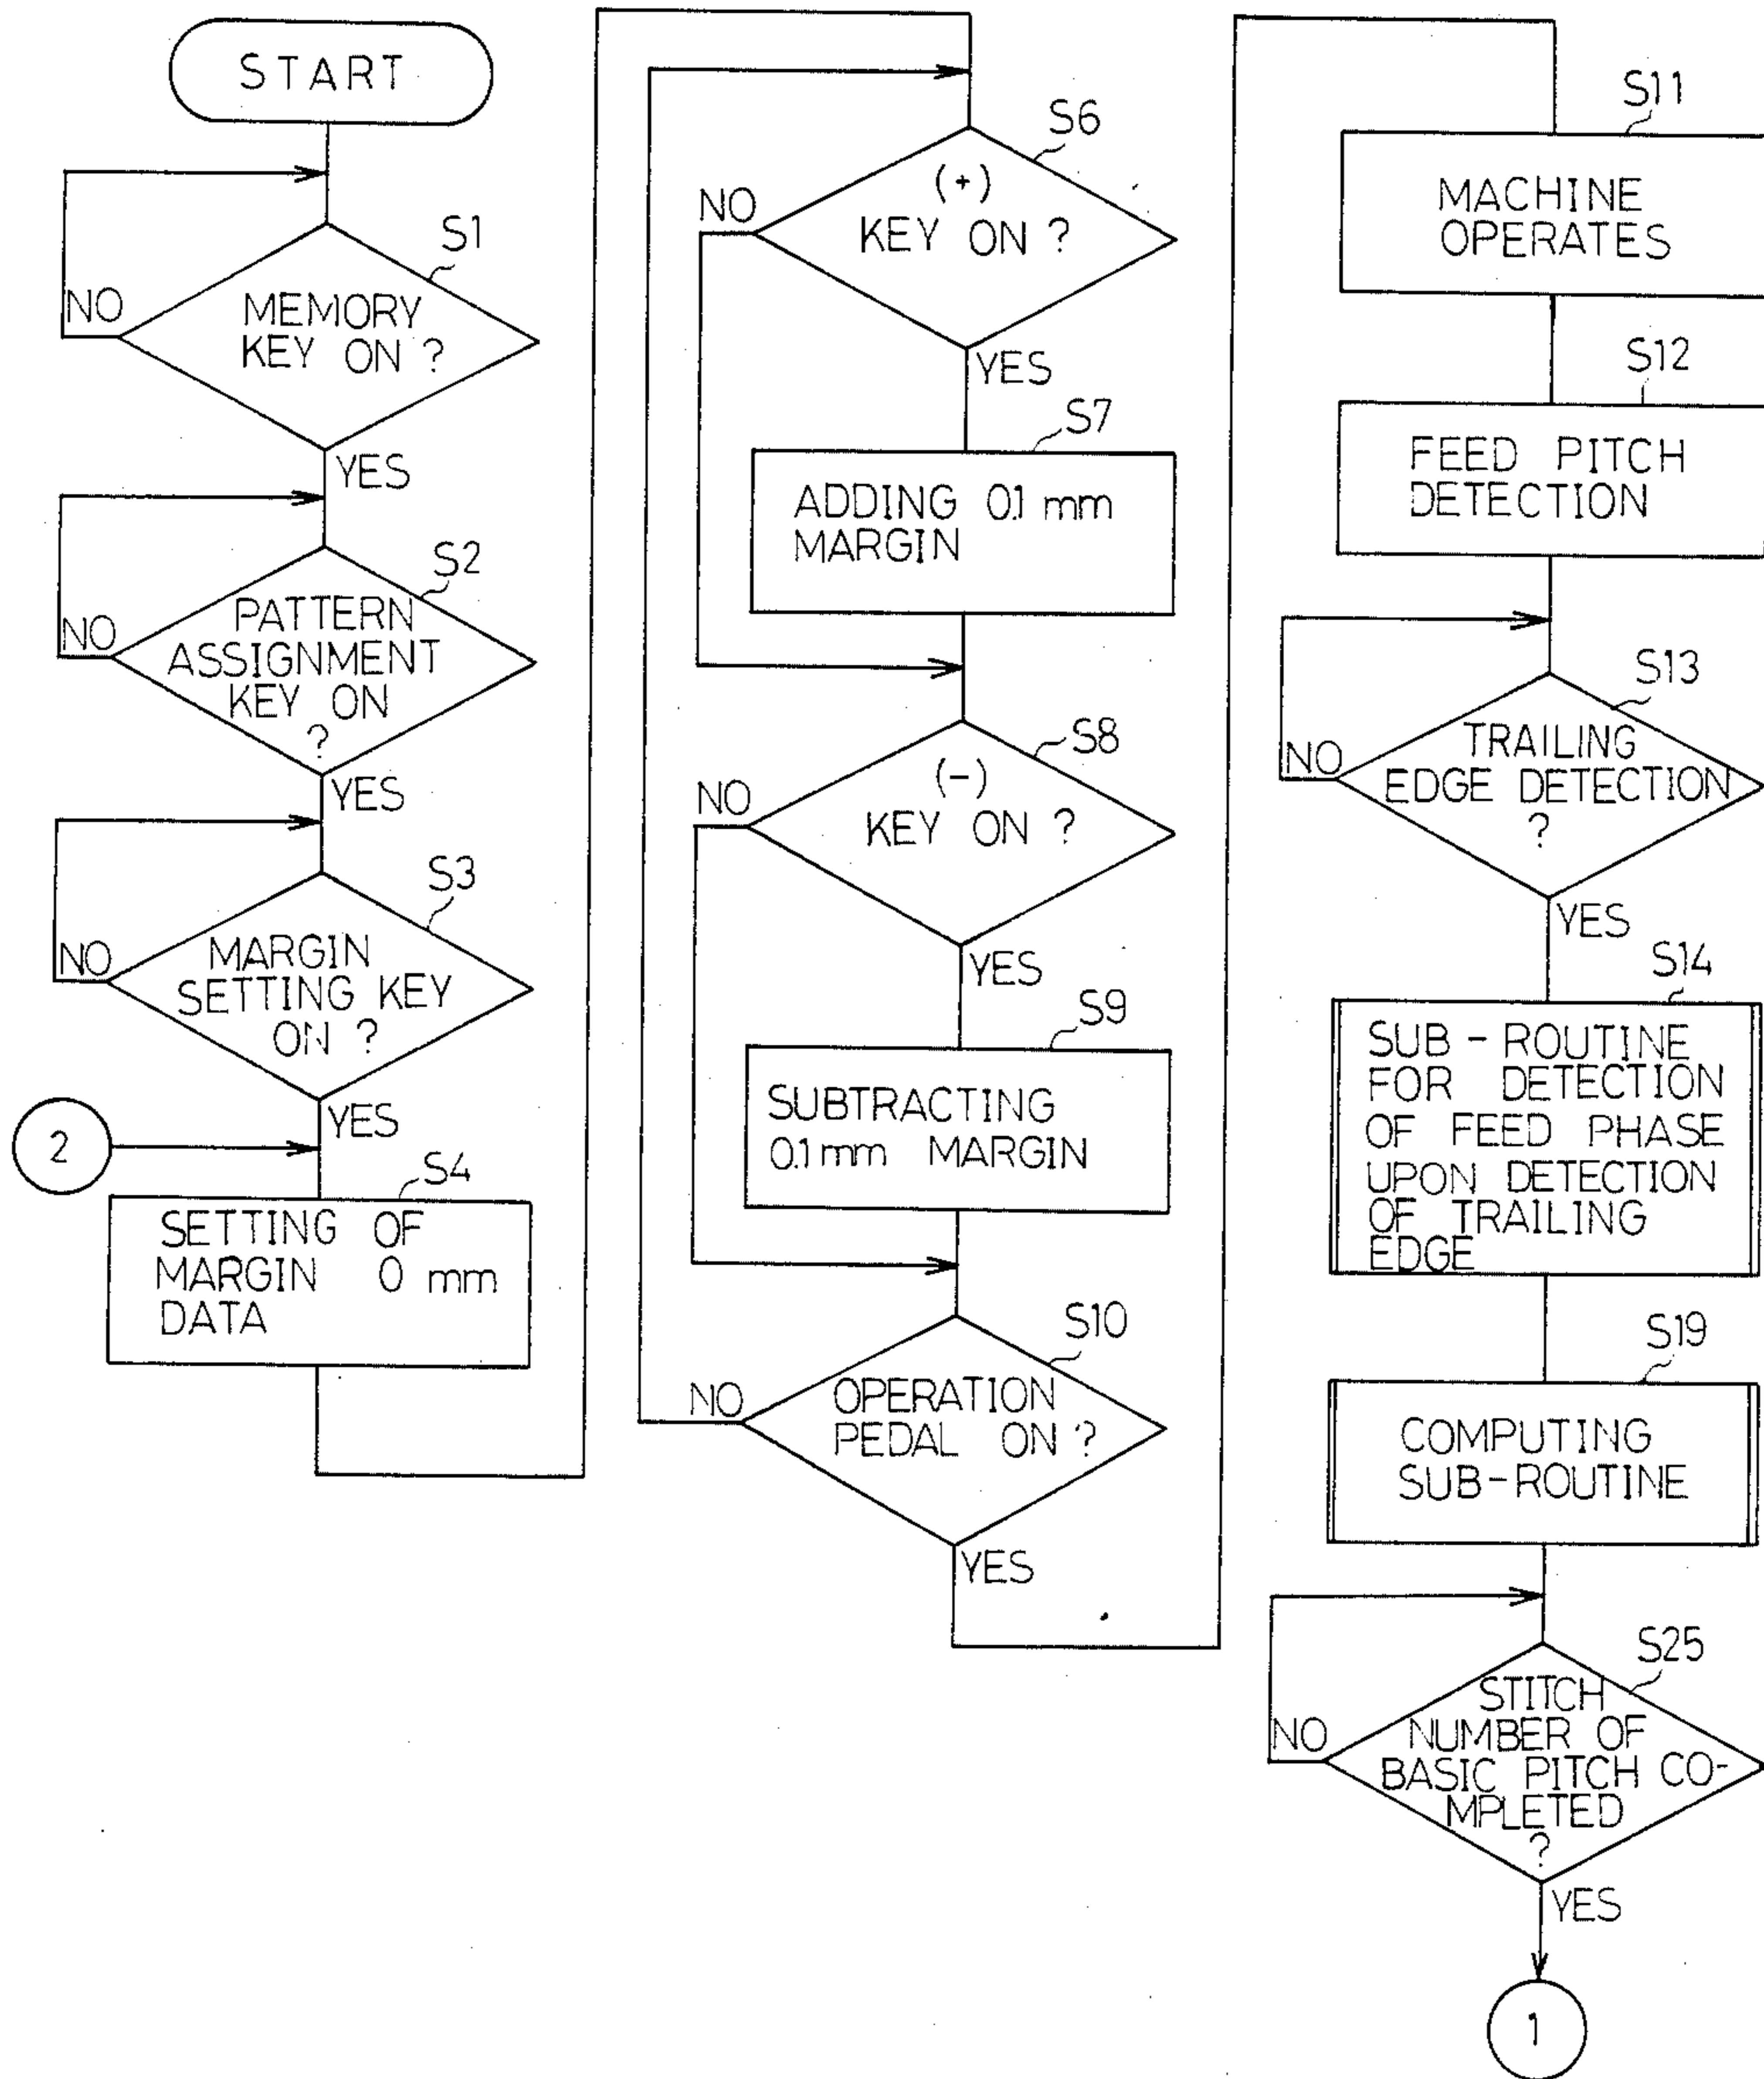 START
S1
NO
MEMORY
KEY ON ?
YES
S2
NO
PATTERN
ASSIGNMENT
KEY ON
?
YES
S3
NO
MARGIN
SETTING KEY
ON ?
YES
2
S4
SETTING OF
MARGIN 0 mm
DATA
S6
NO
(+)
KEY ON ?
YES
S7
ADDING 0.1 mm
MARGIN
S8
NO
(-)
KEY ON ?
YES
S9
SUBTRACTING
0.1 mm MARGIN
S10
NO
OPERATION
PEDAL ON ?
YES
S11
MACHINE
OPERATES
S12
FEED PITCH
DETECTION
S13
NO
TRAILING
EDGE DETECTION
?
YES
S14
SUB-ROUTINE
FOR DETECTION
OF FEED PHASE
UPON DETECTION
OF TRAILING
EDGE
S19
COMPUTING
SUB-ROUTINE
S25
NO
STITCH
NUMBER OF
BASIC PITCH CO-
MPLETED
?
YES
1